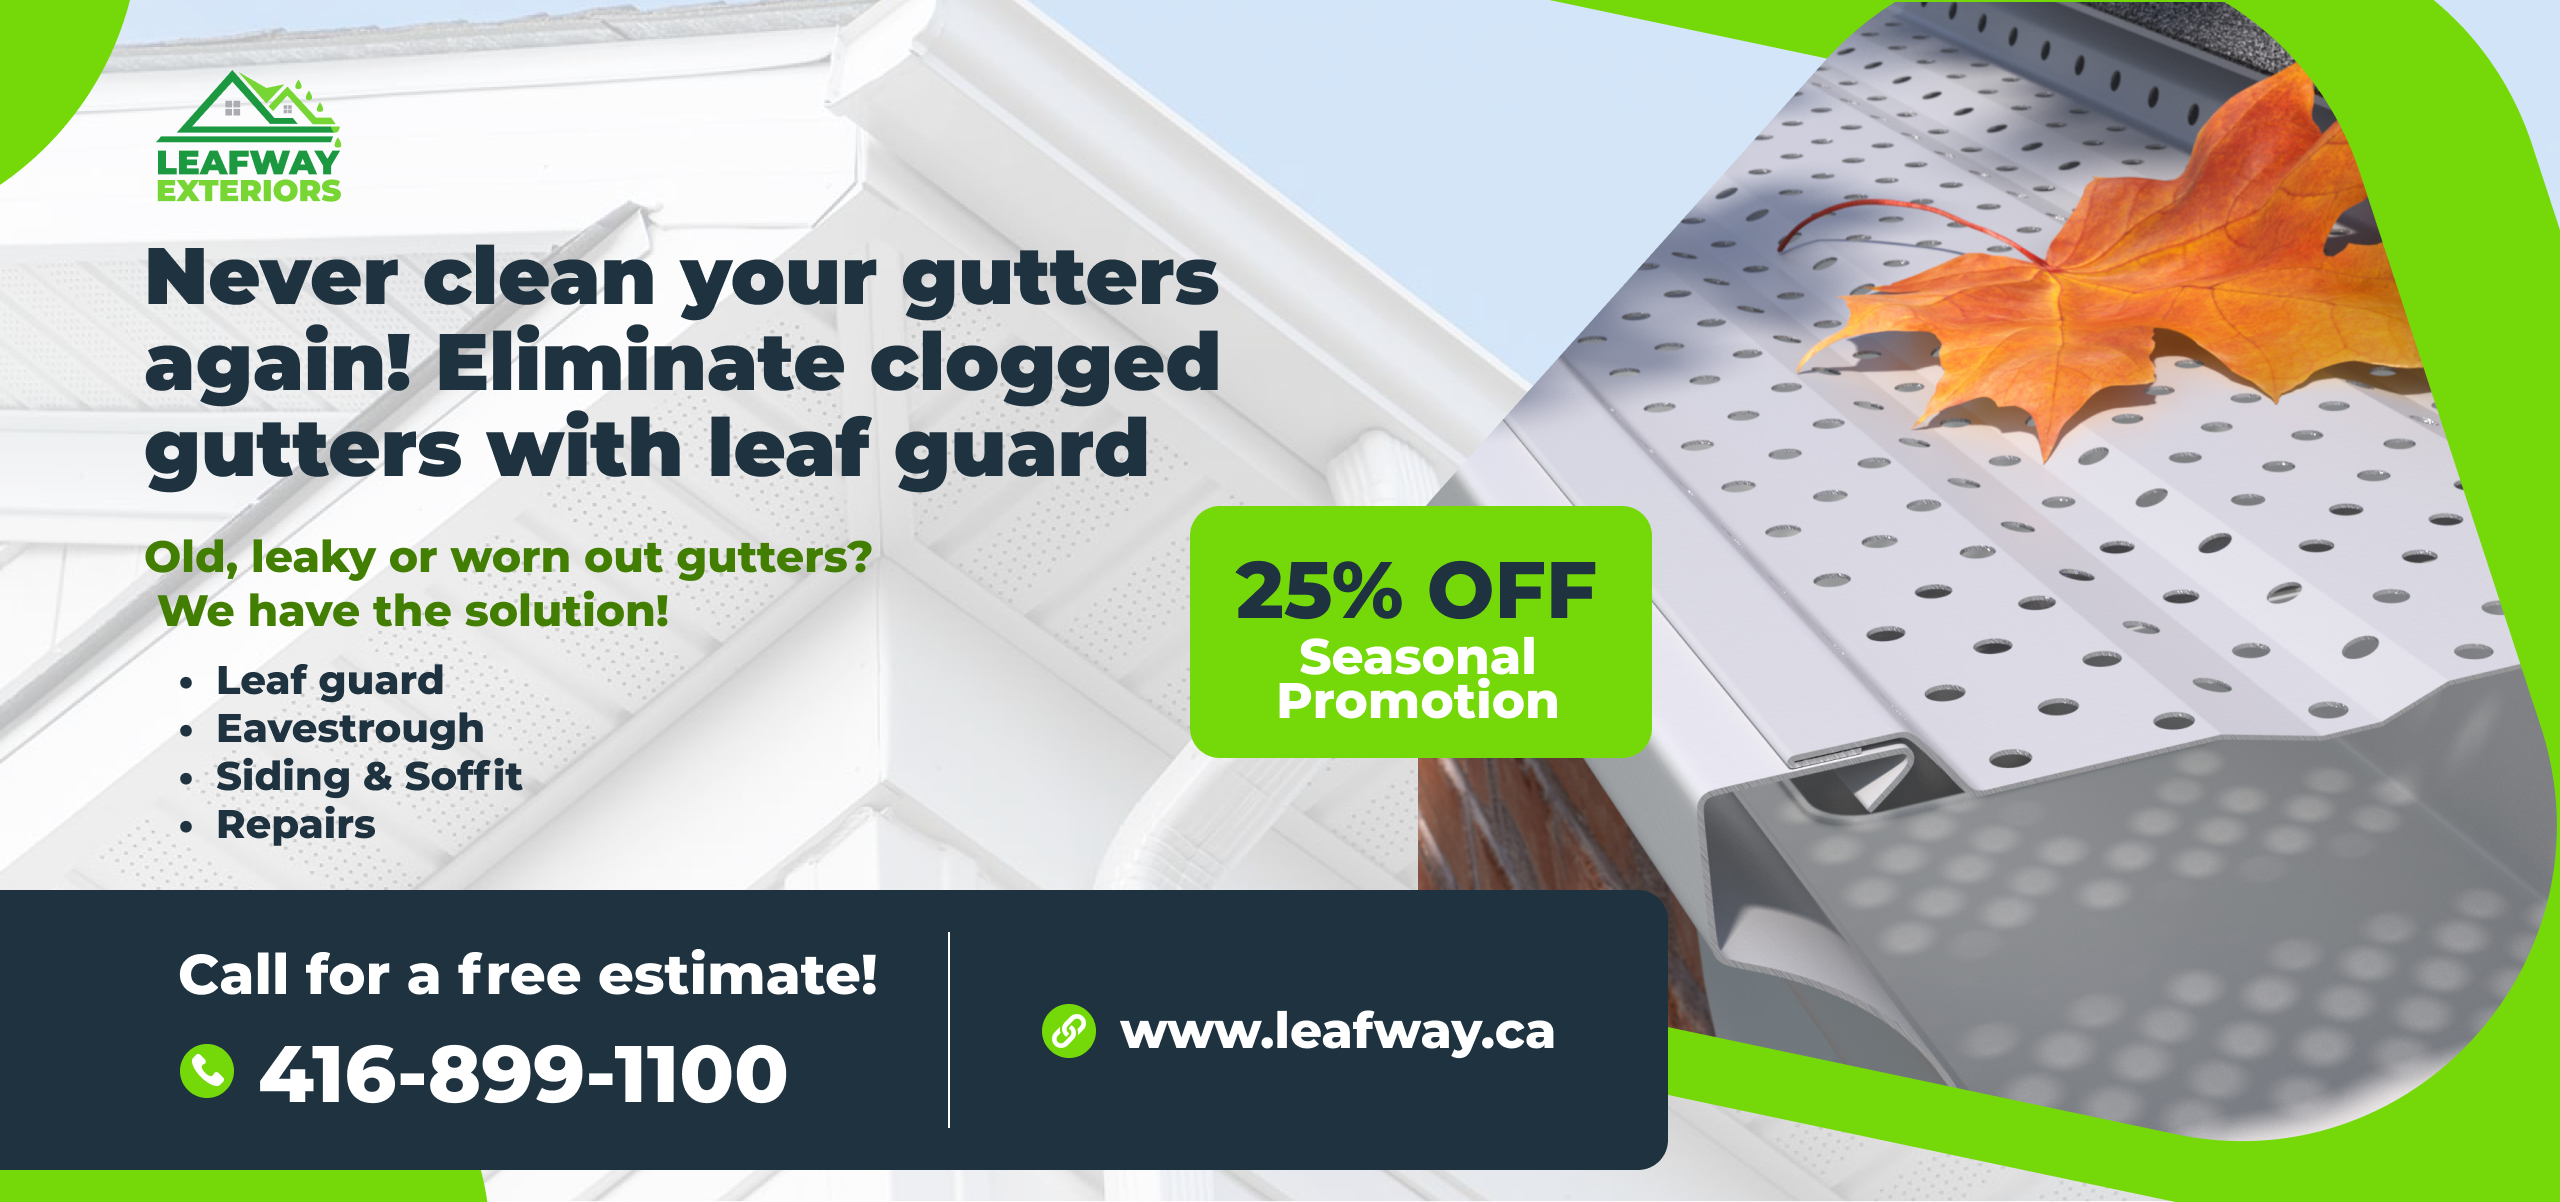 LEAFWAY
EXTERIORS
Never clean your gutters
again! Eliminate clogged
gutters with leaf guard
Old, leaky or worn out gutters?
We have the solution!
• Leaf guard
• Eavestrough
• Siding & Soffit
• Repairs
25% OFF
Seasonal
Promotion
Call for a free estimate!
416-899-1100
www.leafway.ca